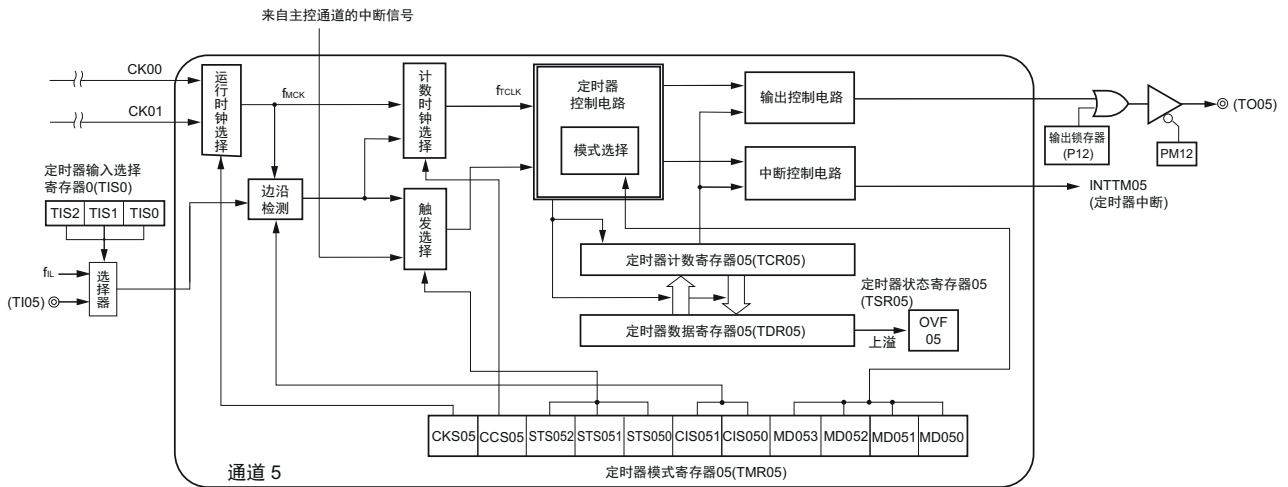 来自主控通道的中断信号
CK00
CK01
运行时钟选择
fMCK
计数时钟选择
fTCLK
定时器
控制电路
模式选择
输出控制电路
中断控制电路
输出锁存器
(P12)
PM12
(TO05)
INTTM05
(定时器中断)
定时器输入选择
寄存器0(TIS0)
TIS2 TIS1 TIS0
fIL
(TI05)
选择器
边沿
检测
触发选择
定时器计数寄存器05(TCR05)
定时器数据寄存器05(TDR05)
定时器状态寄存器05
(TSR05)
上溢
OVF
05
CKS05 CCS05 STS052 STS051 STS050 CIS051 CIS050 MD053 MD052 MD051 MD050
通道 5
定时器模式寄存器05(TMR05)